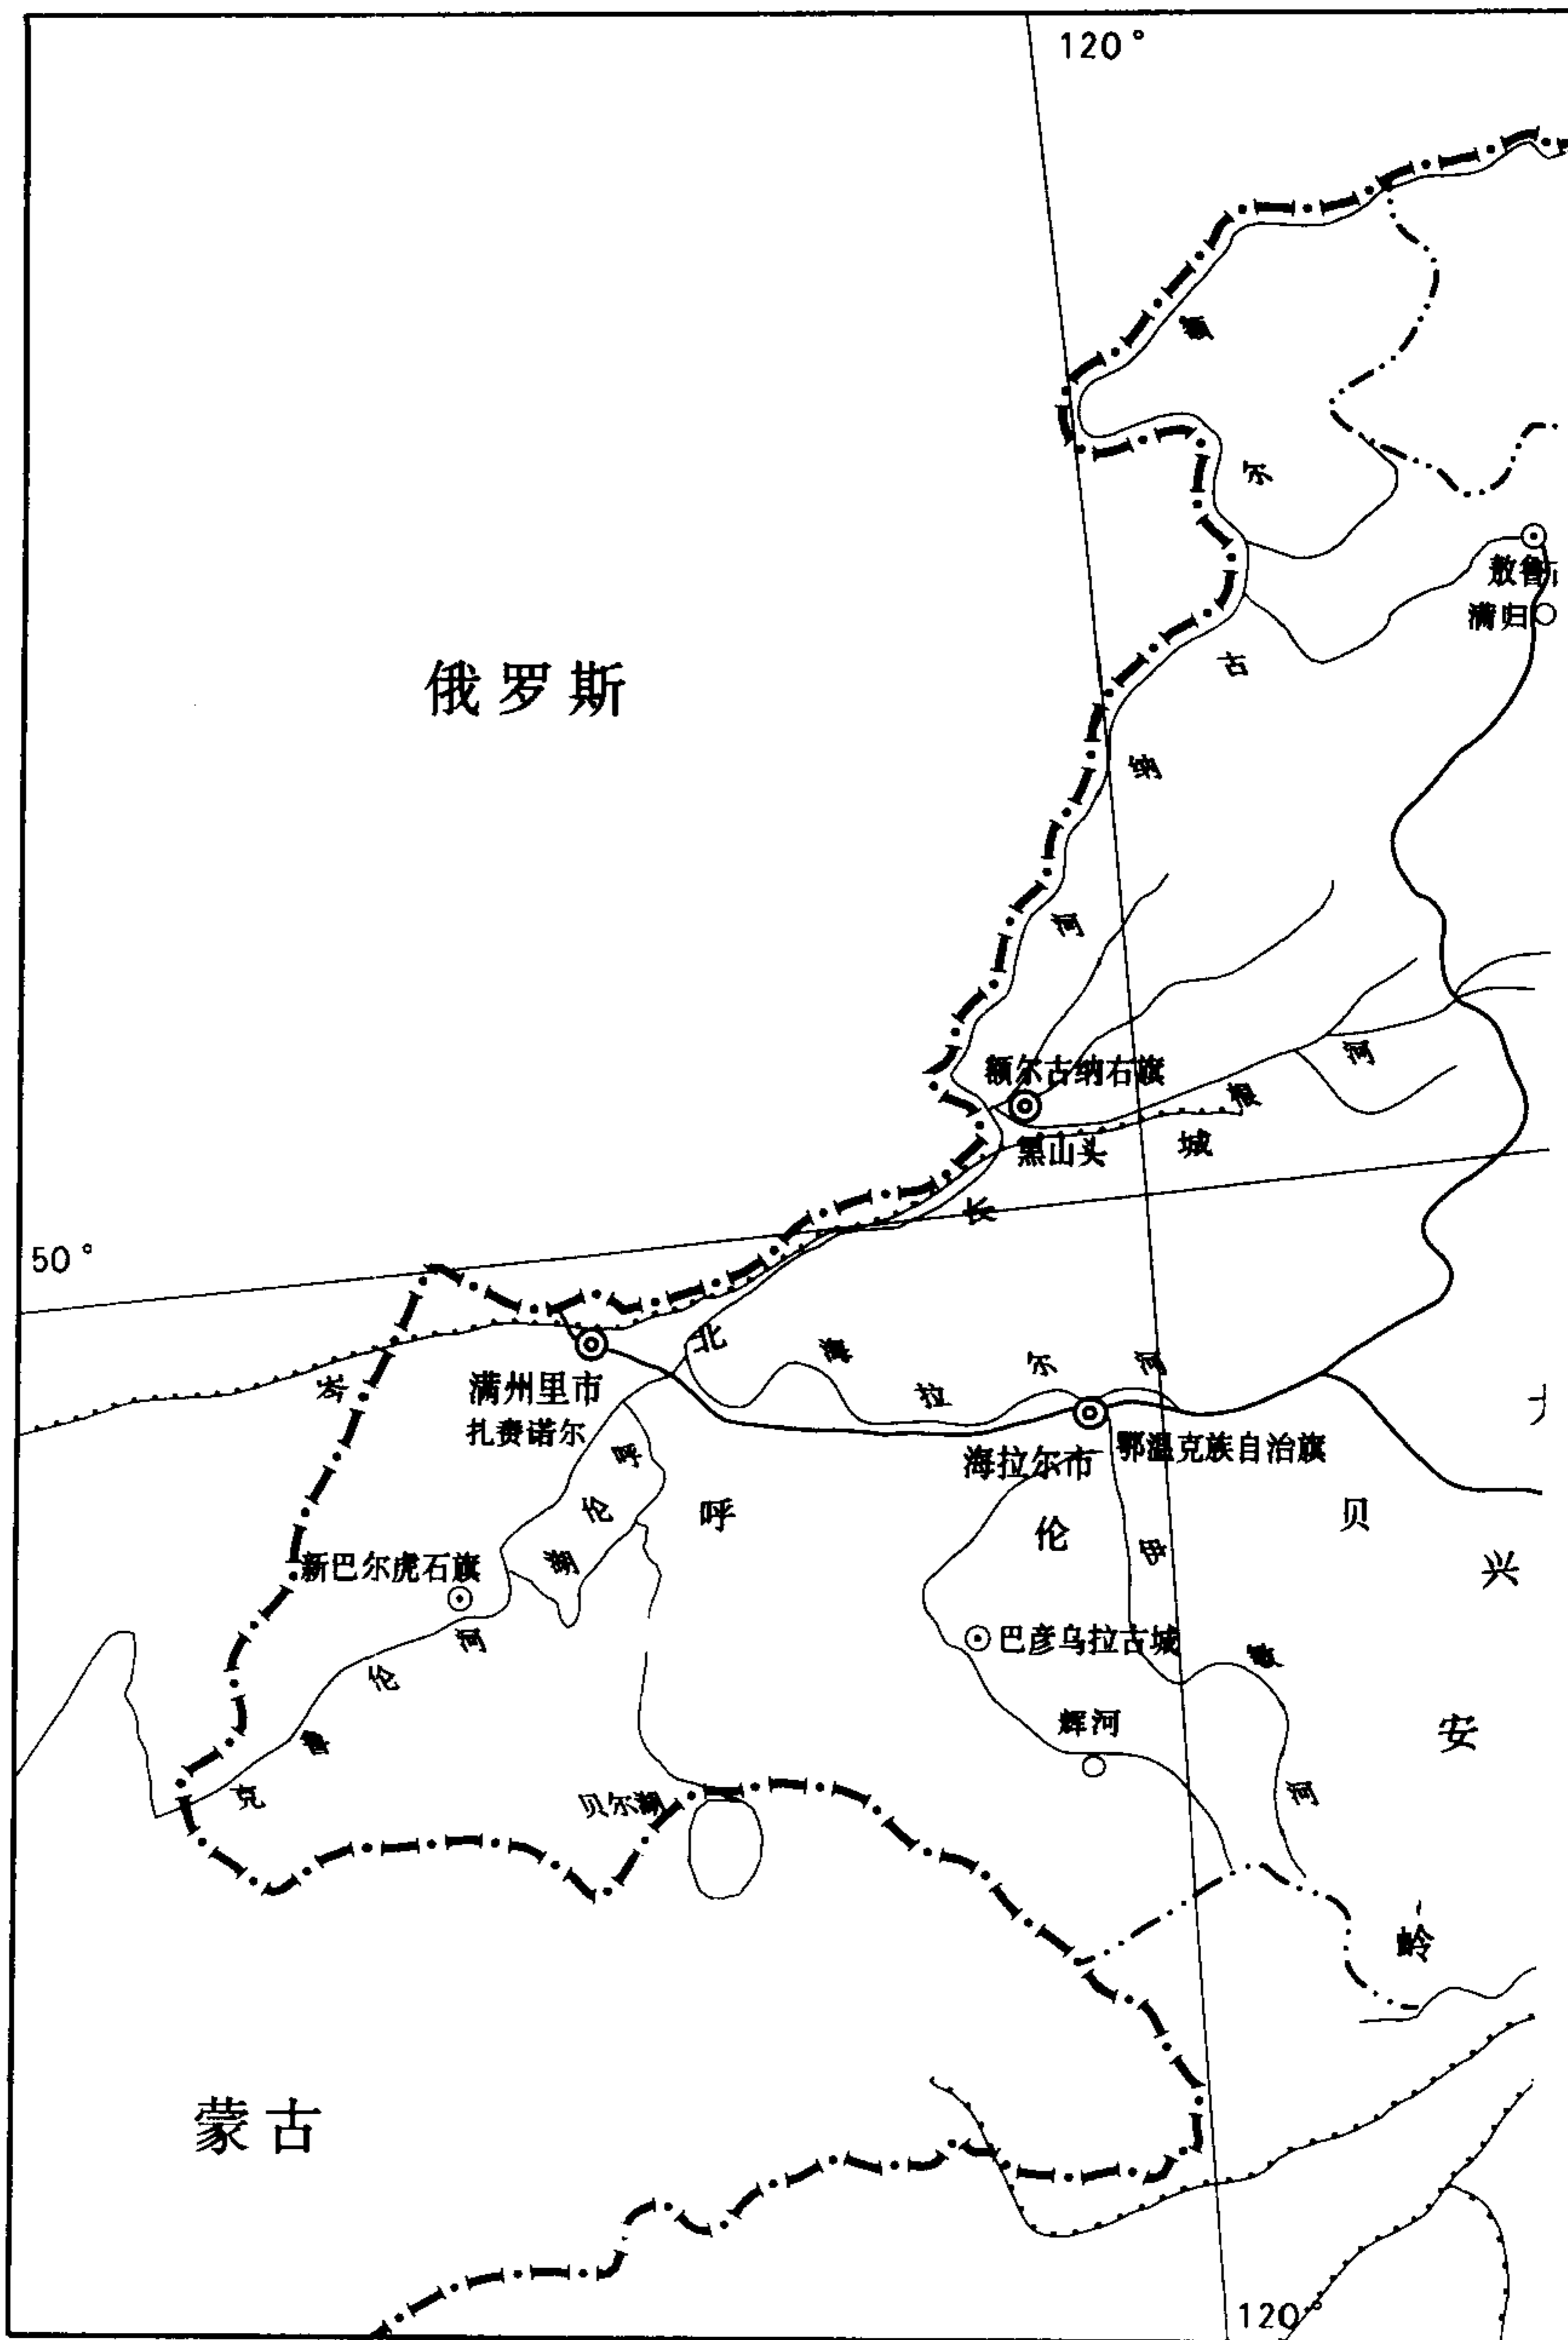 120°
额尔古纳河
敖鲁
满归
俄罗斯
额尔古纳右旗
根河
黑山头
岑北长城
50°
满州里市
扎赉诺尔
海拉尔河
海拉尔市
鄂温克族自治旗
呼伦湖
呼伦贝
新巴尔虎右旗
克鲁伦河
伊敏河
巴彦乌拉古城
辉河
贝尔湖
大兴安岭
蒙古
120°